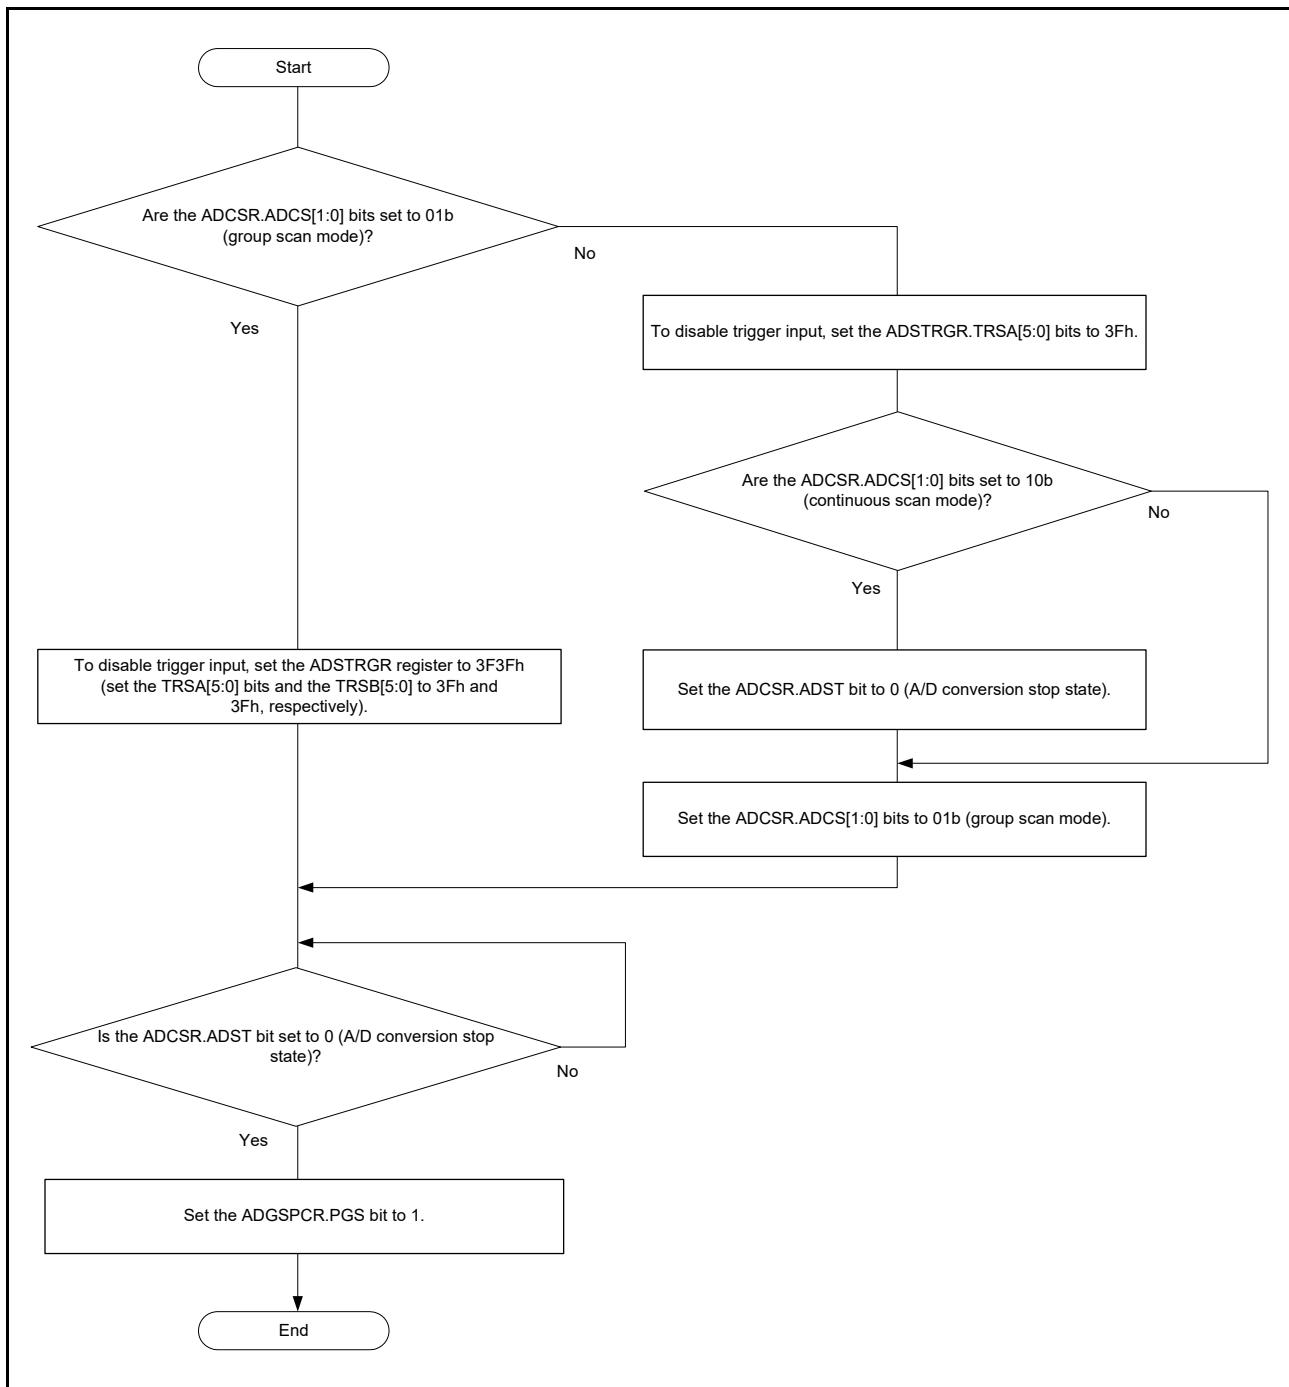 Start
Are the ADCSR.ADCS[1:0] bits set to 01b
(group scan mode)?
No
Yes
To disable trigger input, set the ADSTRGR.TRSA[5:0] bits to 3Fh.
Are the ADCSR.ADCS[1:0] bits set to 10b
(continuous scan mode)?
No
Yes
To disable trigger input, set the ADSTRGR register to 3F3Fh
(set the TRSA[5:0] bits and the TRSB[5:0] to 3Fh and
3Fh, respectively).
Set the ADCSR.ADST bit to 0 (A/D conversion stop state).
Set the ADCSR.ADCS[1:0] bits to 01b (group scan mode).
Is the ADCSR.ADST bit set to 0 (A/D conversion stop
state)?
No
Yes
Set the ADGSPCR.PGS bit to 1.
End